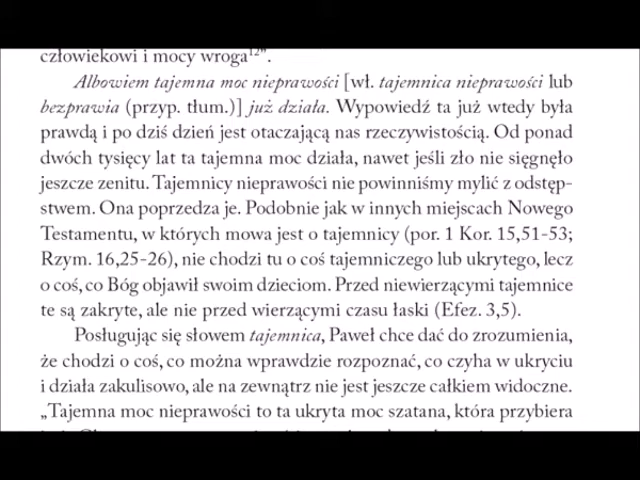 człowiekowi i mocy wroga¹²".
Albowiem tajemna moc nieprawości [wł. tajemnica nieprawości lub
bezprawia (przyp. tłum.)] już działa. Wypowiedź ta już wtedy była
prawdą i po dziś dzień jest otaczającą nas rzeczywistością. Od ponad
dwóch tysięcy lat ta tajemna moc działa, nawet jeśli zło nie sięgnęło
jeszcze zenitu. Tajemnicy nieprawości nie powinniśmy mylić z odstęp-
stwem. Ona poprzedza je. Podobnie jak w innych miejscach Nowego
Testamentu, w których mowa jest o tajemnicy (por. 1 Kor. 15,51-53;
Rzym. 16,25-26), nie chodzi tu o coś tajemniczego lub ukrytego, lecz
o coś, co Bóg objawił swoim dzieciom. Przed niewierzącymi tajemnice
te są zakryte, ale nie przed wierzącymi czasu łaski (Efez. 3,5).
Posługując się słowem tajemnica, Paweł chce dać do zrozumienia,
że chodzi o coś, co można wprawdzie rozpoznać, co czyha w ukryciu
i działa zakulisowo, ale na zewnątrz nie jest jeszcze całkiem widoczne.
„Tajemna moc nieprawości to ta ukryta moc szatana, która przybiera